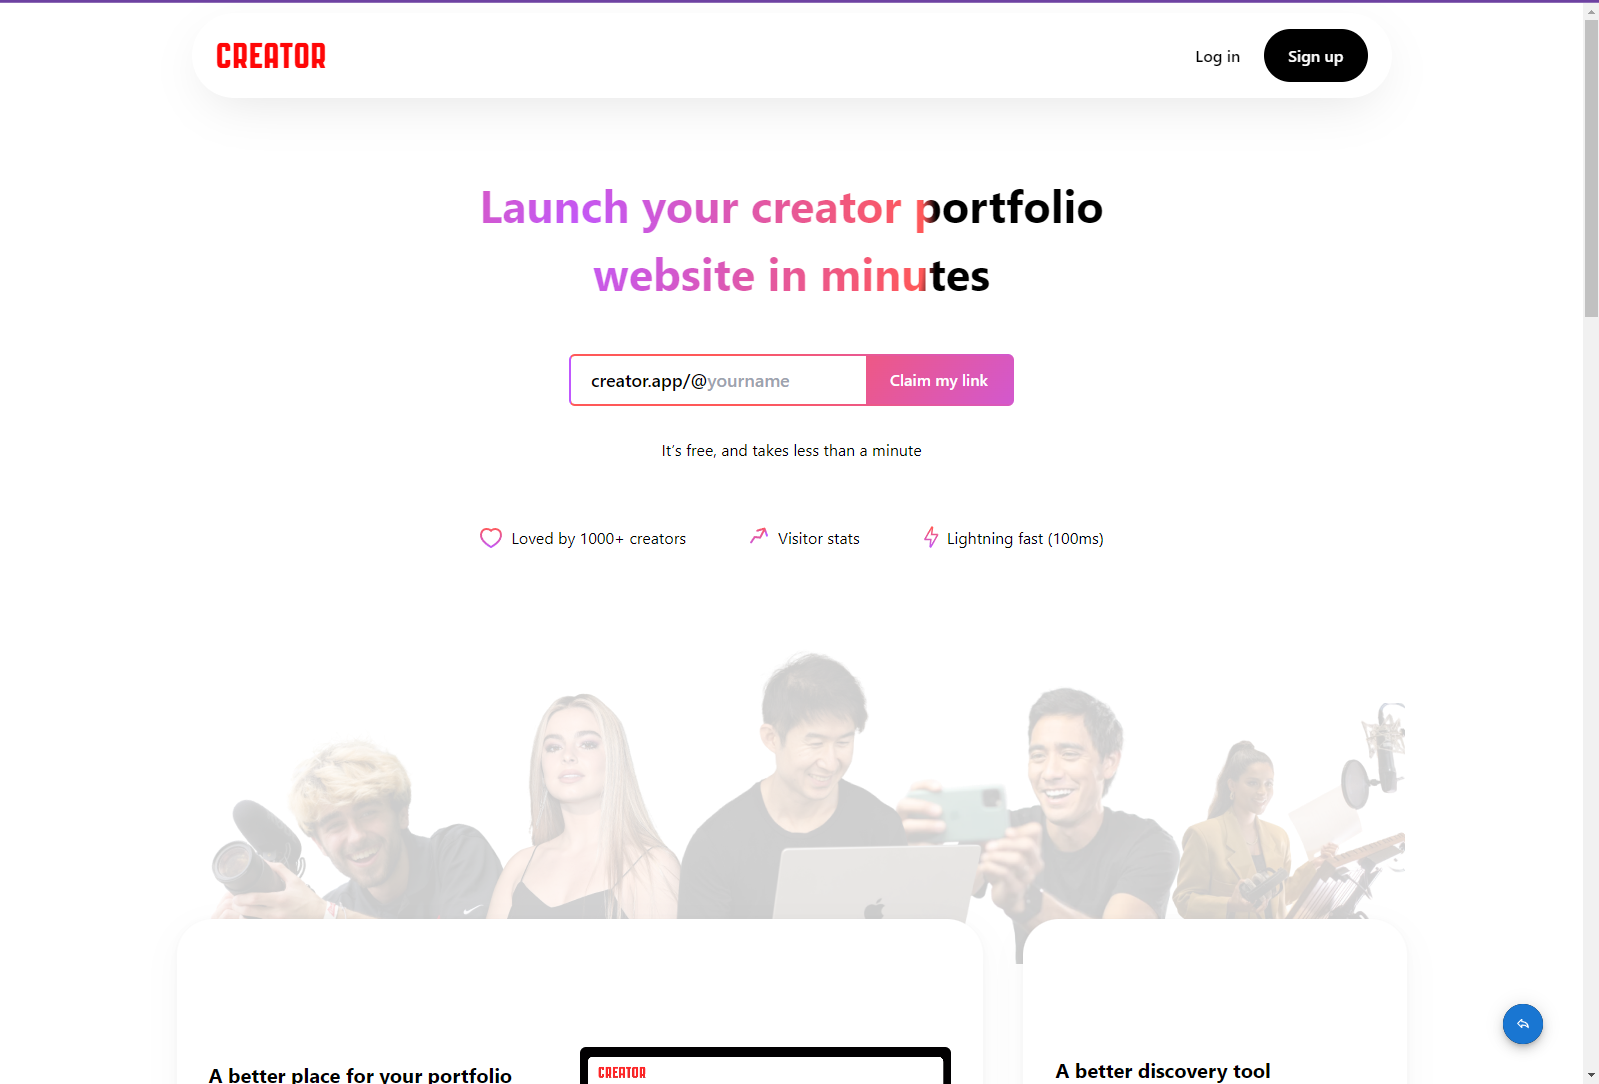 CREATOR
Log in
Sign up
Launch your creator portfolio
website in minutes
creator.app/@yourname
Claim my link
It's free, and takes less than a minute
Loved by 1000+ creators
Visitor stats
Lightning fast (100ms)
A better place for your portfolio
CREATOR
A better discovery tool